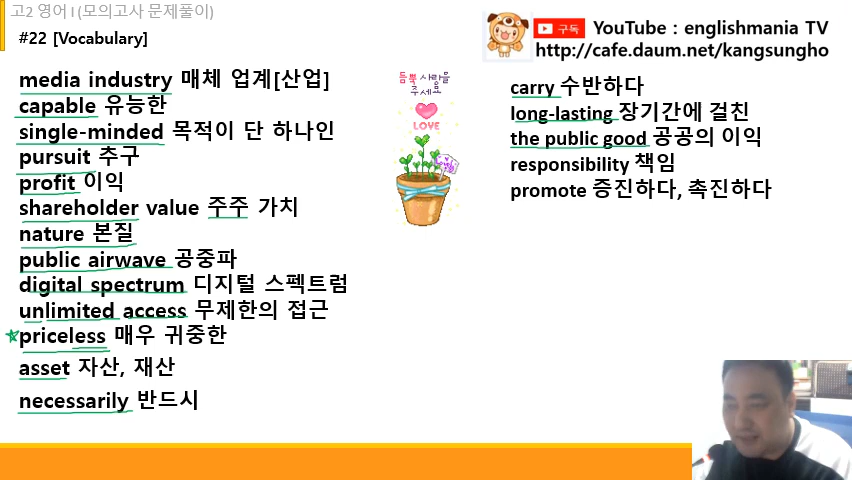 고2 영어 I (모의고사 문제풀이)
#22 [Vocabulary]
구독 YouTube : englishmania TV
http://cafe.daum.net/kangsungho
media industry 매체 업계[산업]
capable 유능한
single-minded 목적이 단 하나인
pursuit 추구
profit 이익
shareholder value 주주 가치
nature 본질
public airwave 공중파
digital spectrum 디지털 스펙트럼
unlimited access 무제한의 접근
priceless 매우 귀중한
asset 자산, 재산
necessarily 반드시
듬뿍 사랑을
주세요
LOVE
carry 수반하다
long-lasting 장기간에 걸친
the public good 공공의 이익
responsibility 책임
promote 증진하다, 촉진하다